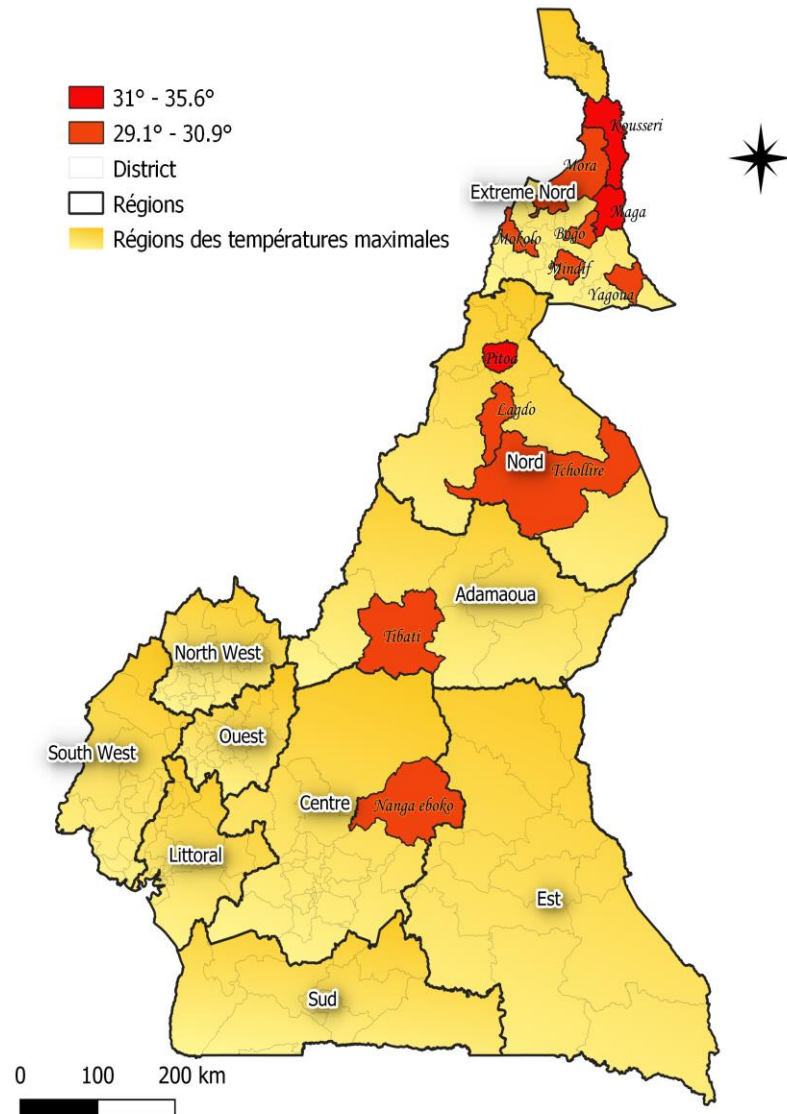 31° - 35.6°
29.1° - 30.9°
District
Régions
Régions des températures maximales
Kousseri
Mora
Extreme Nord
Maga
Mokolo
Bogo
Mindif
Yagoua
Pitoa
Lagdo
Nord
Tchollire
Adamaoua
Tibati
North West
Ouest
South West
Centre
Nanga eboko
Littoral
Est
Sud
0 100 200 km